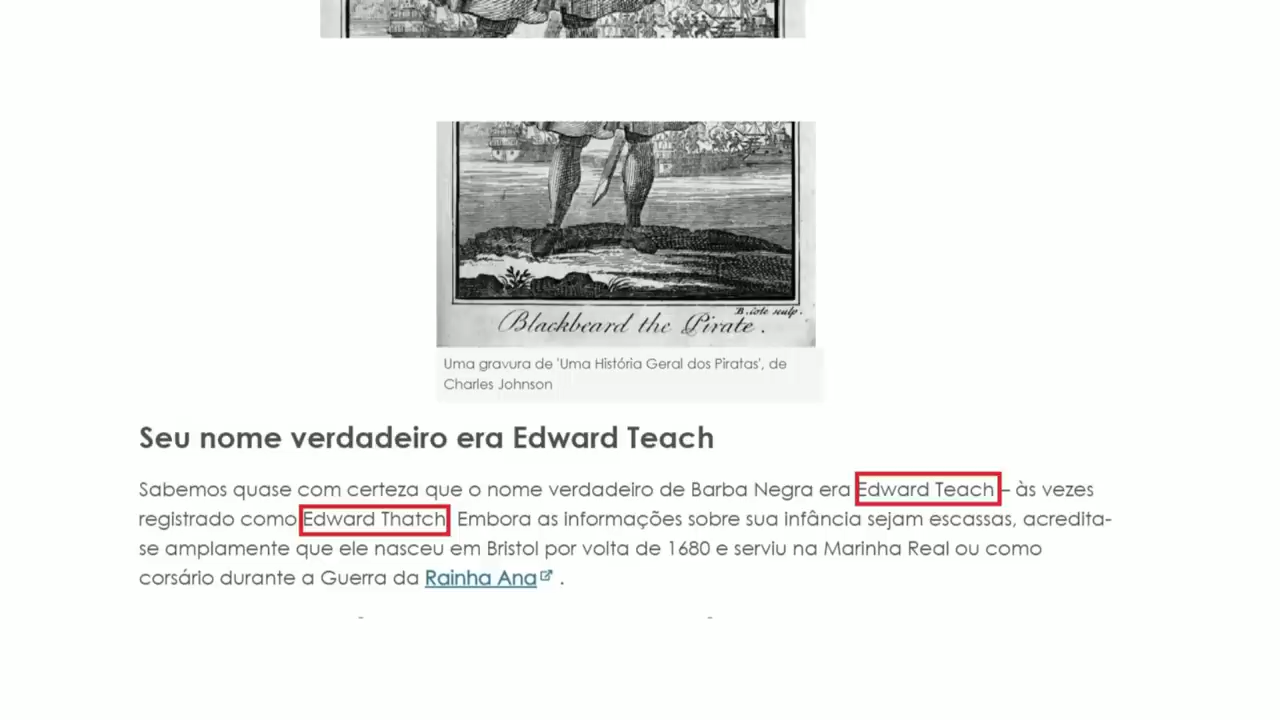 B. Cole sculp.
Blackbeard the Pirate.
Uma gravura de 'Uma História Geral dos Piratas', de
Charles Johnson
Seu nome verdadeiro era Edward Teach
Sabemos quase com certeza que o nome verdadeiro de Barba Negra era Edward Teach – às vezes
registrado como Edward Thatch. Embora as informações sobre sua infância sejam escassas, acredita-
se amplamente que ele nasceu em Bristol por volta de 1680 e serviu na Marinha Real ou como
corsário durante a Guerra da Rainha Ana .